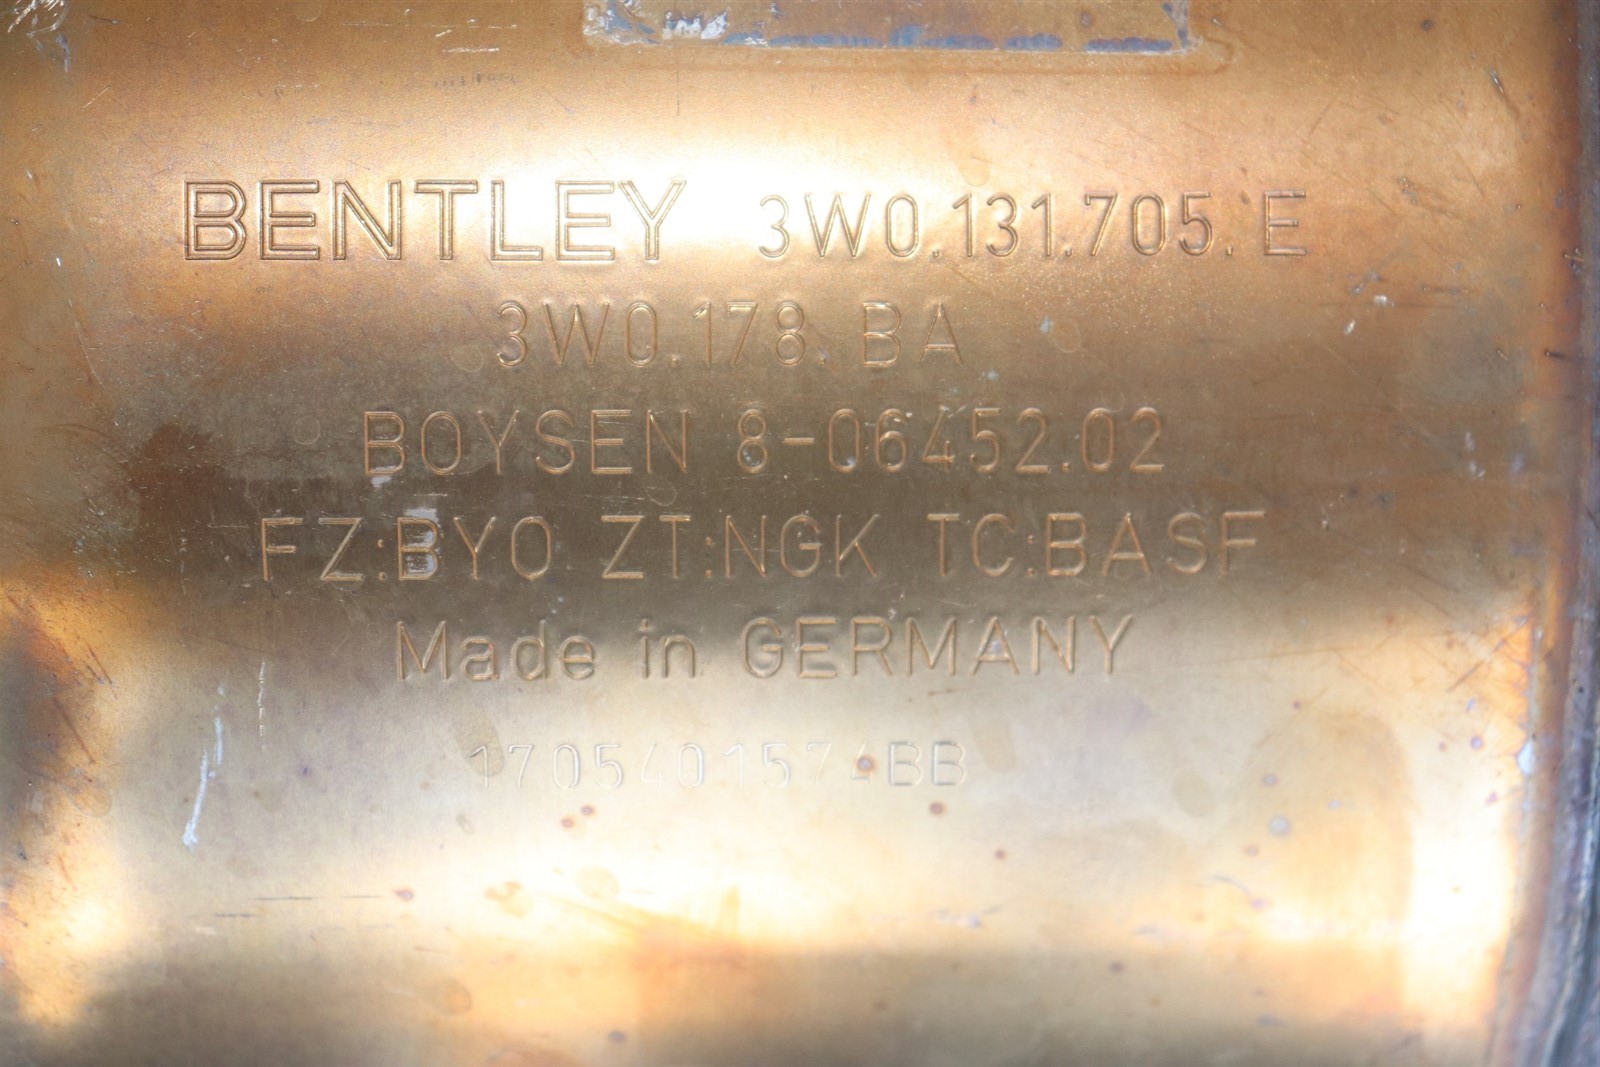 BENTLEY 3W0.131.705.E
3W0.178.BA
BOYSEN 8-06452.02
FZ:BYO ZT:NGK TC:BASF
Made in GERMANY
1705401574BB